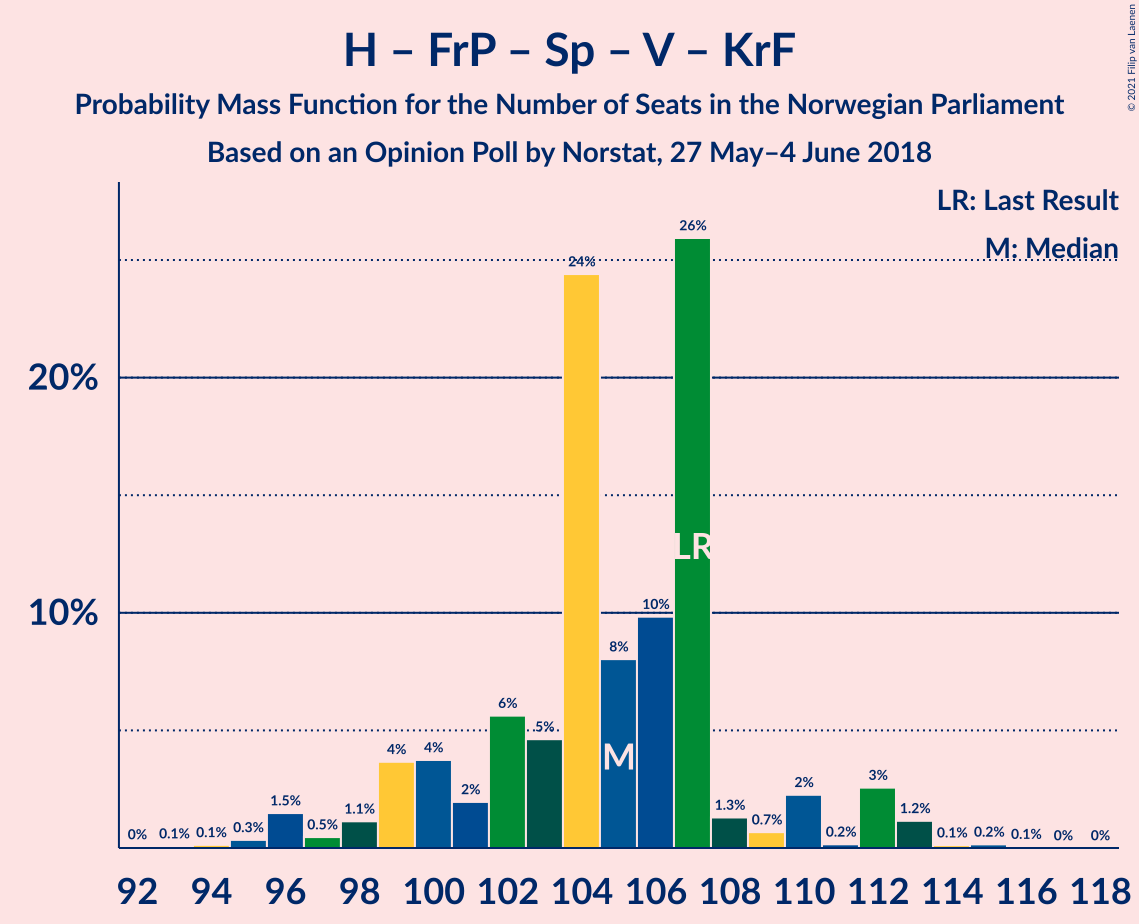 H – FrP – Sp – V – KrF
Probability Mass Function for the Number of Seats in the Norwegian Parliament
Based on an Opinion Poll by Norstat, 27 May–4 June 2018
© 2021 Filip van Laenen
LR: Last Result
M: Median
20%
10%
0% 0.1% 0.1% 0.3% 1.5% 0.5% 1.1% 4% 4% 2% 6% 5% 24% 8% 10% 26% 1.3% 0.7% 2% 0.2% 3% 1.2% 0.1% 0.2% 0.1% 0% 0%
LR
M
92 94 96 98 100 102 104 106 108 110 112 114 116 118